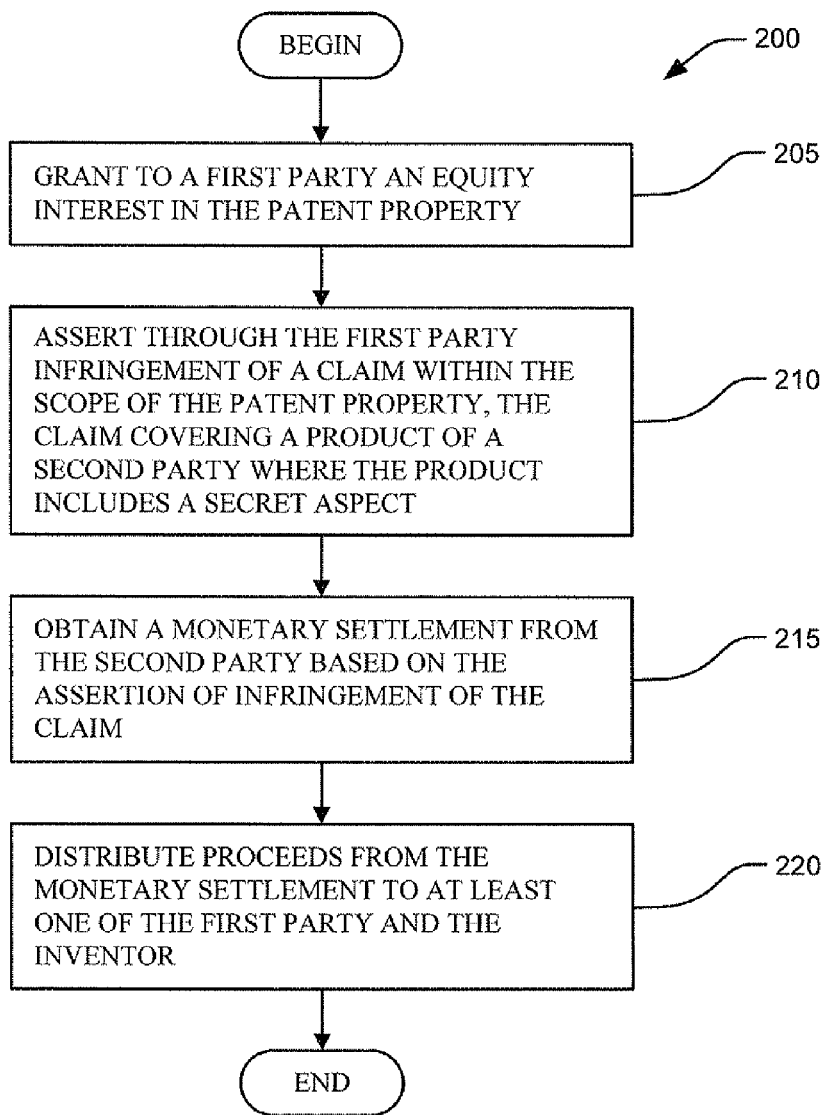 BEGIN
200
GRANT TO A FIRST PARTY AN EQUITY
INTEREST IN THE PATENT PROPERTY
205
ASSERT THROUGH THE FIRST PARTY
INFRINGEMENT OF A CLAIM WITHIN THE
SCOPE OF THE PATENT PROPERTY, THE
CLAIM COVERING A PRODUCT OF A
SECOND PARTY WHERE THE PRODUCT
INCLUDES A SECRET ASPECT
210
OBTAIN A MONETARY SETTLEMENT FROM
THE SECOND PARTY BASED ON THE
ASSERTION OF INFRINGEMENT OF THE
CLAIM
215
DISTRIBUTE PROCEEDS FROM THE
MONETARY SETTLEMENT TO AT LEAST
ONE OF THE FIRST PARTY AND THE
INVENTOR
220
END